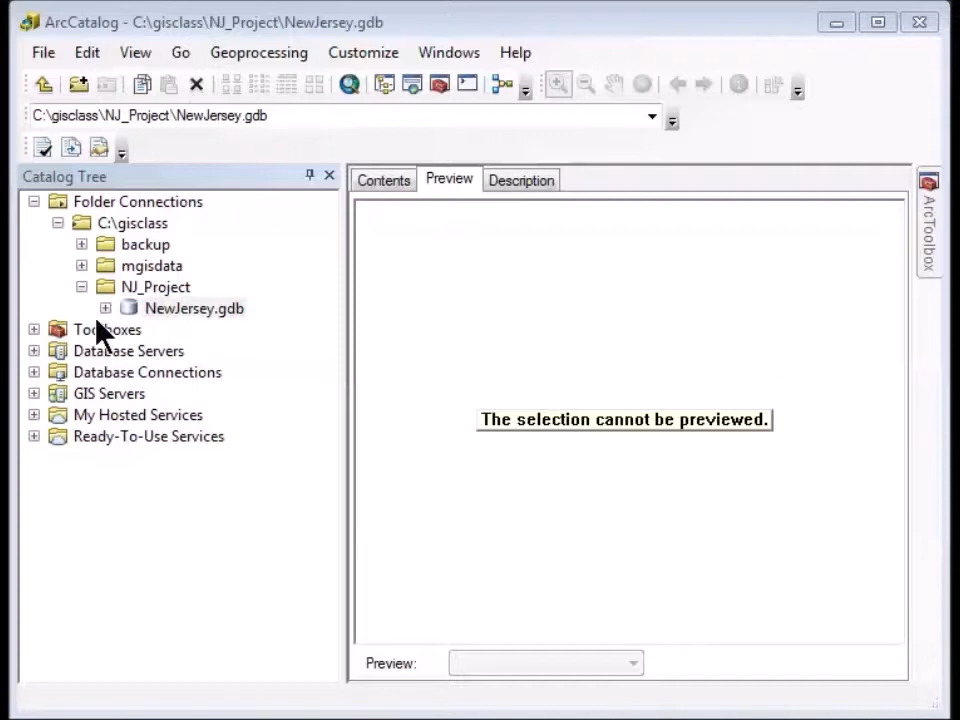 ArcCatalog - C:\gisclass\NJ_Project\NewJersey.gdb
File Edit View Go Geoprocessing Customize Windows Help
C:\gisclass\NJ_Project\NewJersey.gdb
Catalog Tree
Folder Connections
C:\gisclass
backup
mgisdata
NJ_Project
NewJersey.gdb
Toolboxes
Database Servers
Database Connections
GIS Servers
My Hosted Services
Ready-To-Use Services
Contents Preview Description
The selection cannot be previewed.
Preview:
ArcToolbox